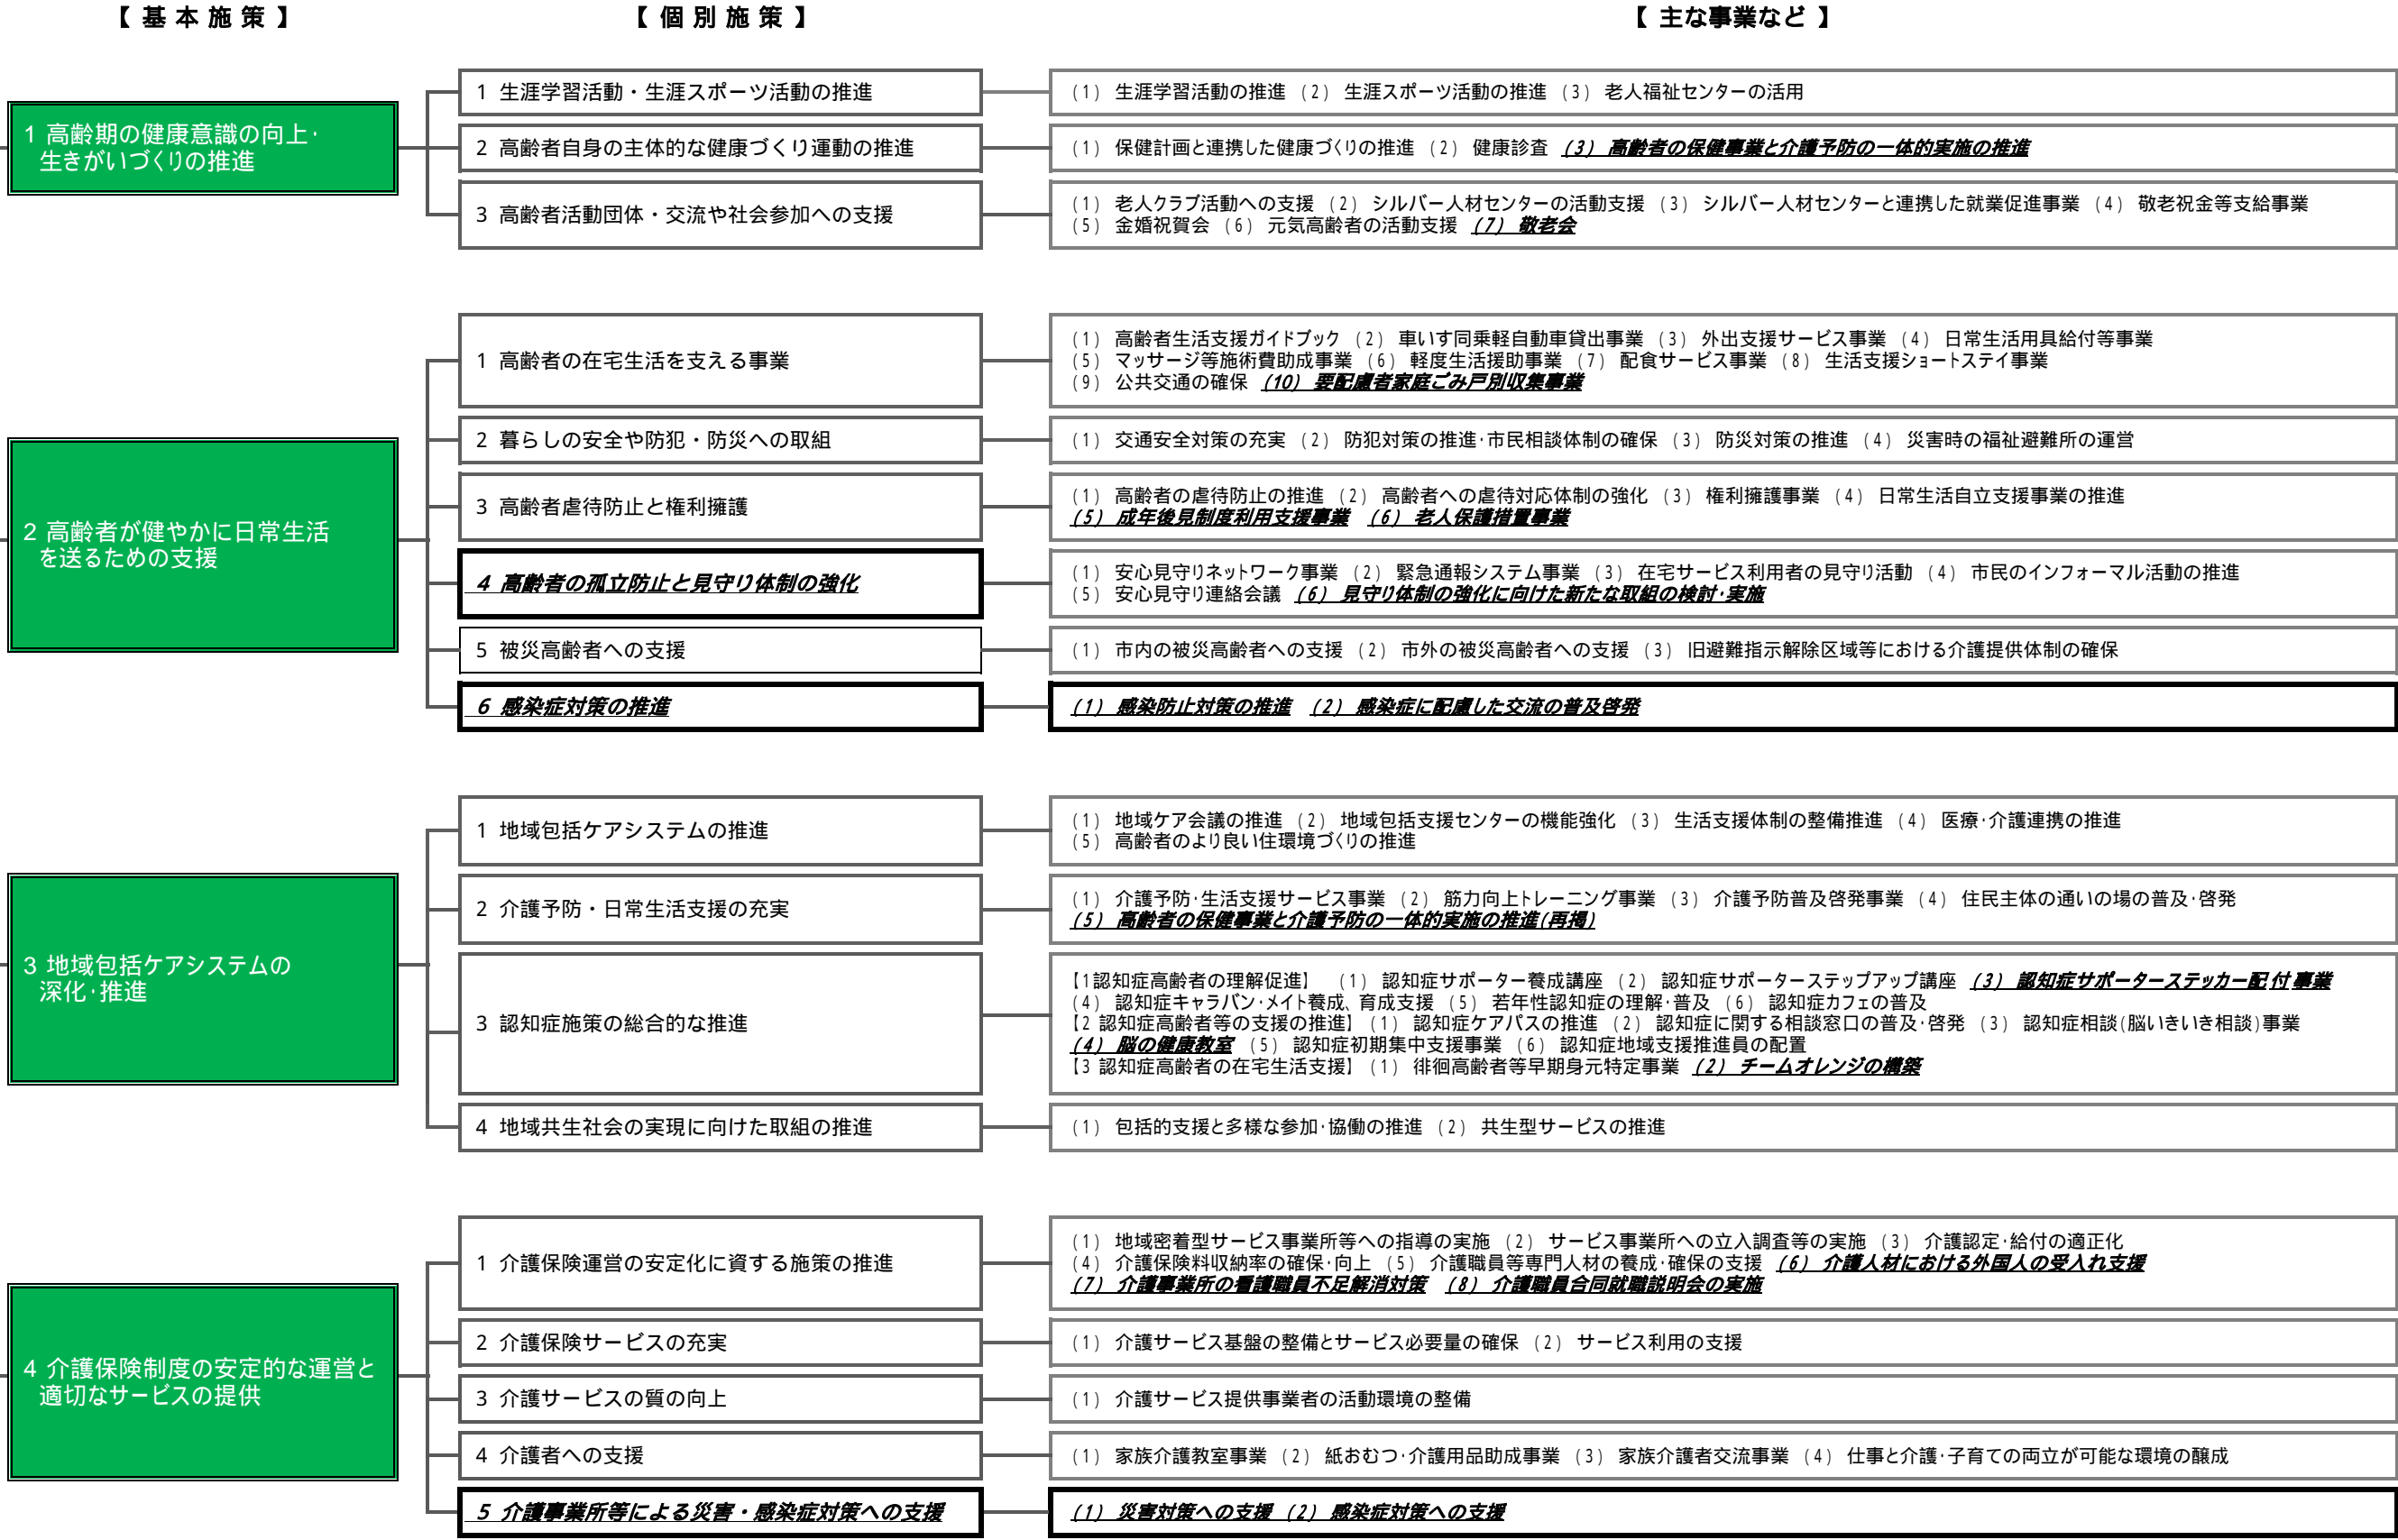 【 基 本 施 策 】
【 個 別 施 策 】
【 主な事業など 】
1 高齢期の健康意識の向上・
生きがいづくりの推進
1 生涯学習活動・生涯スポーツ活動の推進
(1) 生涯学習活動の推進 (2) 生涯スポーツ活動の推進 (3) 老人福祉センターの活用
2 高齢者自身の主体的な健康づくり運動の推進
(1) 保健計画と連携した健康づくりの推進 (2) 健康診査 (3) 高齢者の保健事業と介護予防の一体的実施の推進
3 高齢者活動団体・交流や社会参加への支援
(1) 老人クラブ活動への支援 (2) シルバー人材センターの活動支援 (3) シルバー人材センターと連携した就業促進事業 (4) 敬老祝金等支給事業
(5) 金婚祝賀会 (6) 元気高齢者の活動支援 (7) 敬老会
2 高齢者が健やかに日常生活
を送るための支援
1 高齢者の在宅生活を支える事業
(1) 高齢者生活支援ガイドブック (2) 車いす同乗軽自動車貸出事業 (3) 外出支援サービス事業 (4) 日常生活用具給付等事業
(5) マッサージ等施術費助成事業 (6) 軽度生活援助事業 (7) 配食サービス事業 (8) 生活支援ショートステイ事業
(9) 公共交通の確保 (10) 要配慮者家庭ごみ戸別収集事業
2 暮らしの安全や防犯・防災への取組
(1) 交通安全対策の充実 (2) 防犯対策の推進・市民相談体制の確保 (3) 防災対策の推進 (4) 災害時の福祉避難所の運営
3 高齢者虐待防止と権利擁護
(1) 高齢者の虐待防止の推進 (2) 高齢者への虐待対応体制の強化 (3) 権利擁護事業 (4) 日常生活自立支援事業の推進
(5) 成年後見制度利用支援事業 (6) 老人保護措置事業
4 高齢者の孤立防止と見守り体制の強化
(1) 安心見守りネットワーク事業 (2) 緊急通報システム事業 (3) 在宅サービス利用者の見守り活動 (4) 市民のインフォーマル活動の推進
(5) 安心見守り連絡会議 (6) 見守り体制の強化に向けた新たな取組の検討・実施
5 被災高齢者への支援
(1) 市内の被災高齢者への支援 (2) 市外の被災高齢者への支援 (3) 旧避難指示解除区域等における介護提供体制の確保
6 感染症対策の推進
(1) 感染防止対策の推進 (2) 感染症に配慮した交流の普及啓発
3 地域包括ケアシステムの
深化・推進
1 地域包括ケアシステムの推進
(1) 地域ケア会議の推進 (2) 地域包括支援センターの機能強化 (3) 生活支援体制の整備推進 (4) 医療・介護連携の推進
(5) 高齢者のより良い住環境づくりの推進
2 介護予防・日常生活支援の充実
(1) 介護予防・生活支援サービス事業 (2) 筋力向上トレーニング事業 (3) 介護予防普及啓発事業 (4) 住民主体の通いの場の普及・啓発
(5) 高齢者の保健事業と介護予防の一体的実施の推進(再掲)
3 認知症施策の総合的な推進
【1認知症高齢者の理解促進】 (1) 認知症サポーター養成講座 (2) 認知症サポーターステップアップ講座 (3) 認知症サポーターステッカー配付事業
(4) 認知症キャラバン・メイト養成、育成支援 (5) 若年性認知症の理解・普及 (6) 認知症カフェの普及
【2 認知症高齢者等の支援の推進】 (1) 認知症ケアパスの推進 (2) 認知症に関する相談窓口の普及・啓発 (3) 認知症相談(脳いきいき相談)事業
(4) 脳の健康教室 (5) 認知症初期集中支援事業 (6) 認知症地域支援推進員の配置
【3 認知症高齢者の在宅生活支援】 (1) 徘徊高齢者等早期身元特定事業 (2) チームオレンジの構築
4 地域共生社会の実現に向けた取組の推進
(1) 包括的支援と多様な参加・協働の推進 (2) 共生型サービスの推進
4 介護保険制度の安定的な運営と
適切なサービスの提供
1 介護保険運営の安定化に資する施策の推進
(1) 地域密着型サービス事業所等への指導の実施 (2) サービス事業所への立入調査等の実施 (3) 介護認定・給付の適正化
(4) 介護保険料収納率の確保・向上 (5) 介護職員等専門人材の養成・確保の支援 (6) 介護人材における外国人の受入れ支援
(7) 介護事業所の看護職員不足解消対策 (8) 介護職員合同就職説明会の実施
2 介護保険サービスの充実
(1) 介護サービス基盤の整備とサービス必要量の確保 (2) サービス利用の支援
3 介護サービスの質の向上
(1) 介護サービス提供事業者の活動環境の整備
4 介護者への支援
(1) 家族介護教室事業 (2) 紙おむつ・介護用品助成事業 (3) 家族介護者交流事業 (4) 仕事と介護・子育ての両立が可能な環境の醸成
5 介護事業所等による災害・感染症対策への支援
(1) 災害対策への支援 (2) 感染症対策への支援